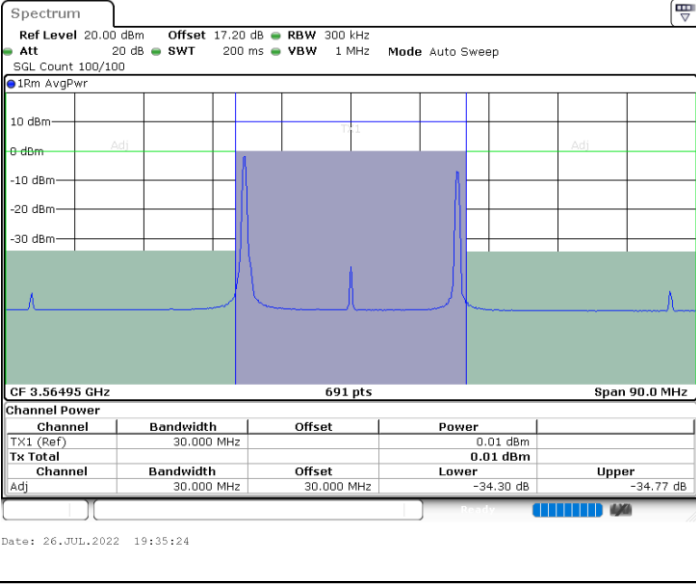 Spectrum
Ref Level 20.00 dBm Offset 17.20 dB RBW 300 kHz
Att 20 dB SWT 200 ms VBW 1 MHz Mode Auto Sweep
SGL Count 100/100
1Rm AvgPwr
10 dBm
TX1
Adj
Adj
0 dBm
-10 dBm
-20 dBm
-30 dBm
CF 3.56495 GHz 691 pts Span 90.0 MHz
Channel Power
Channel Bandwidth Offset Power
TX1 (Ref) 30.000 MHz 0.01 dBm
Tx Total 0.01 dBm
Channel Bandwidth Offset Lower Upper
Adj 30.000 MHz 30.000 MHz -34.30 dB -34.77 dB
Ready
Date: 26.JUL.2022 19:35:24